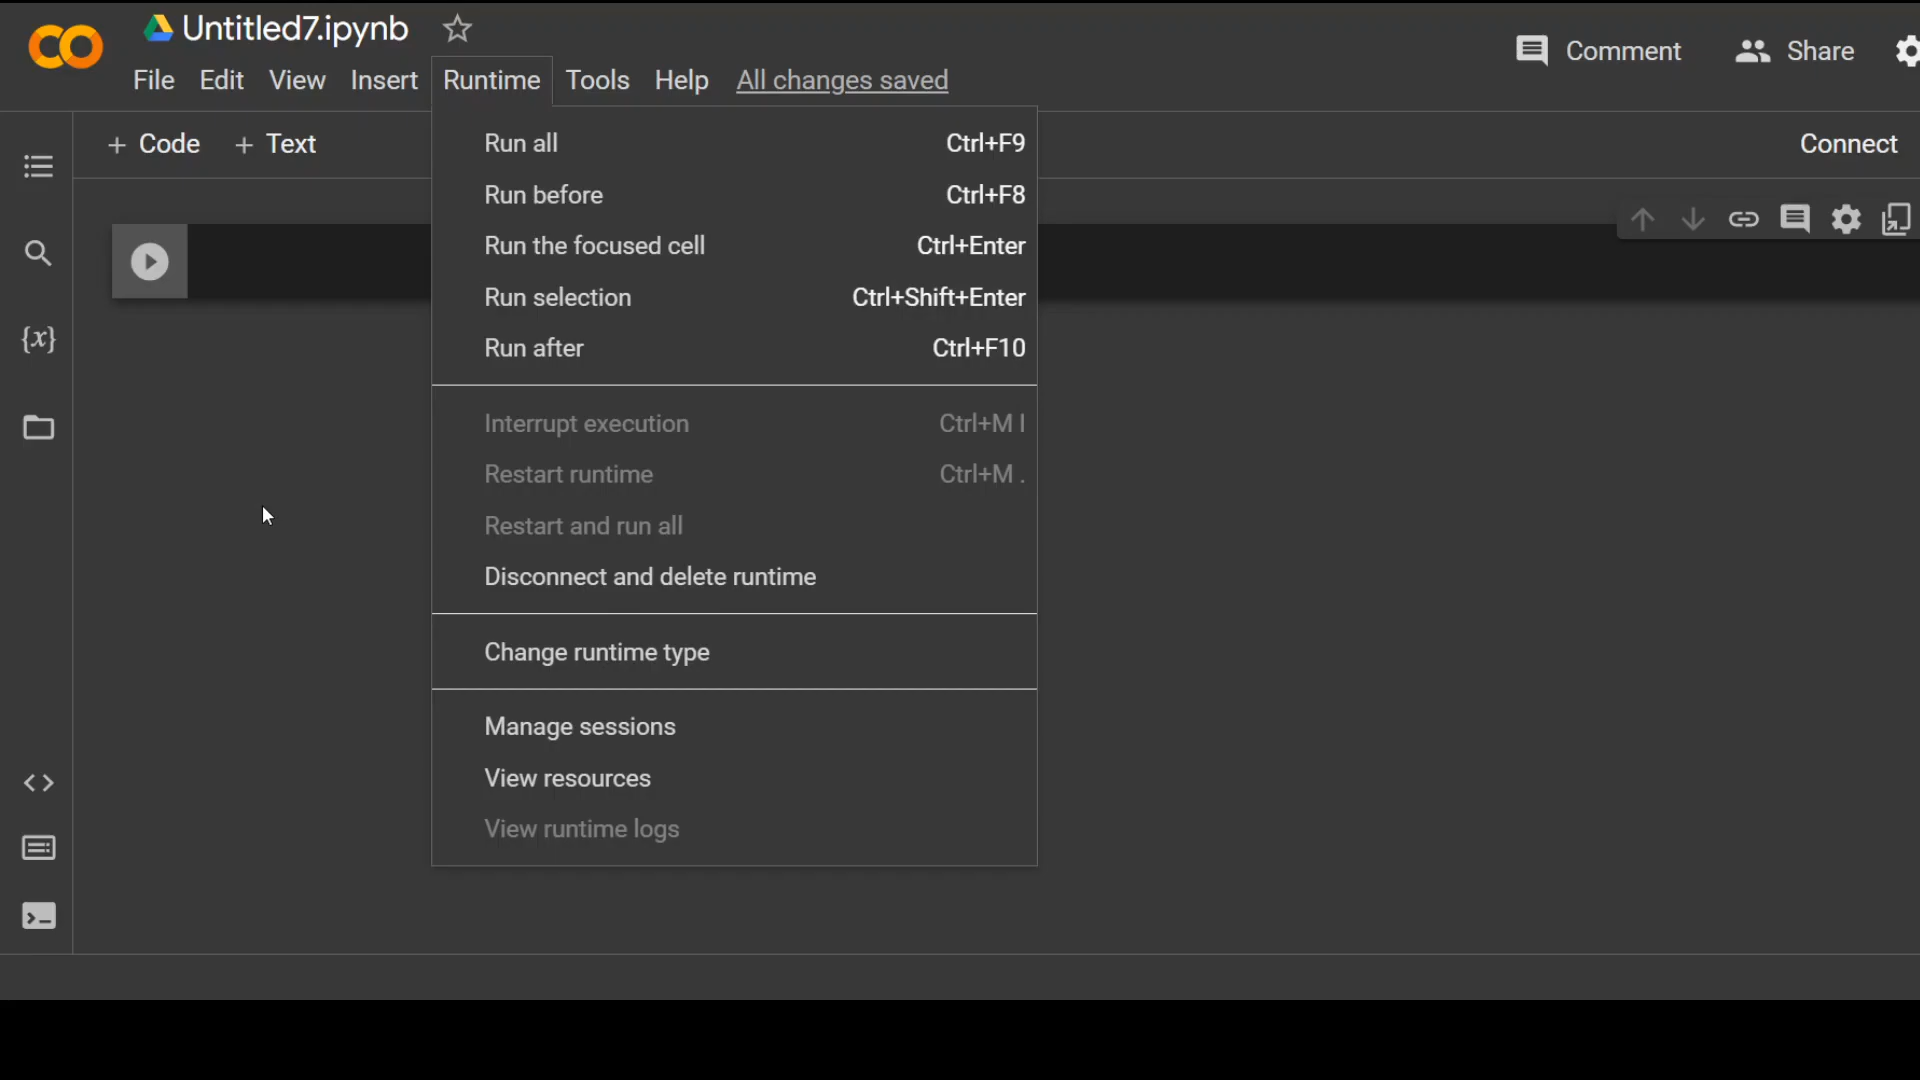 Untitled7.ipynb
File Edit View Insert Runtime Tools Help All changes saved
Comment Share
+ Code + Text
Connect
Run all Ctrl+F9
Run before Ctrl+F8
Run the focused cell Ctrl+Enter
Run selection Ctrl+Shift+Enter
Run after Ctrl+F10
Interrupt execution Ctrl+M I
Restart runtime Ctrl+M .
Restart and run all
Disconnect and delete runtime
Change runtime type
Manage sessions
View resources
View runtime logs
{x}